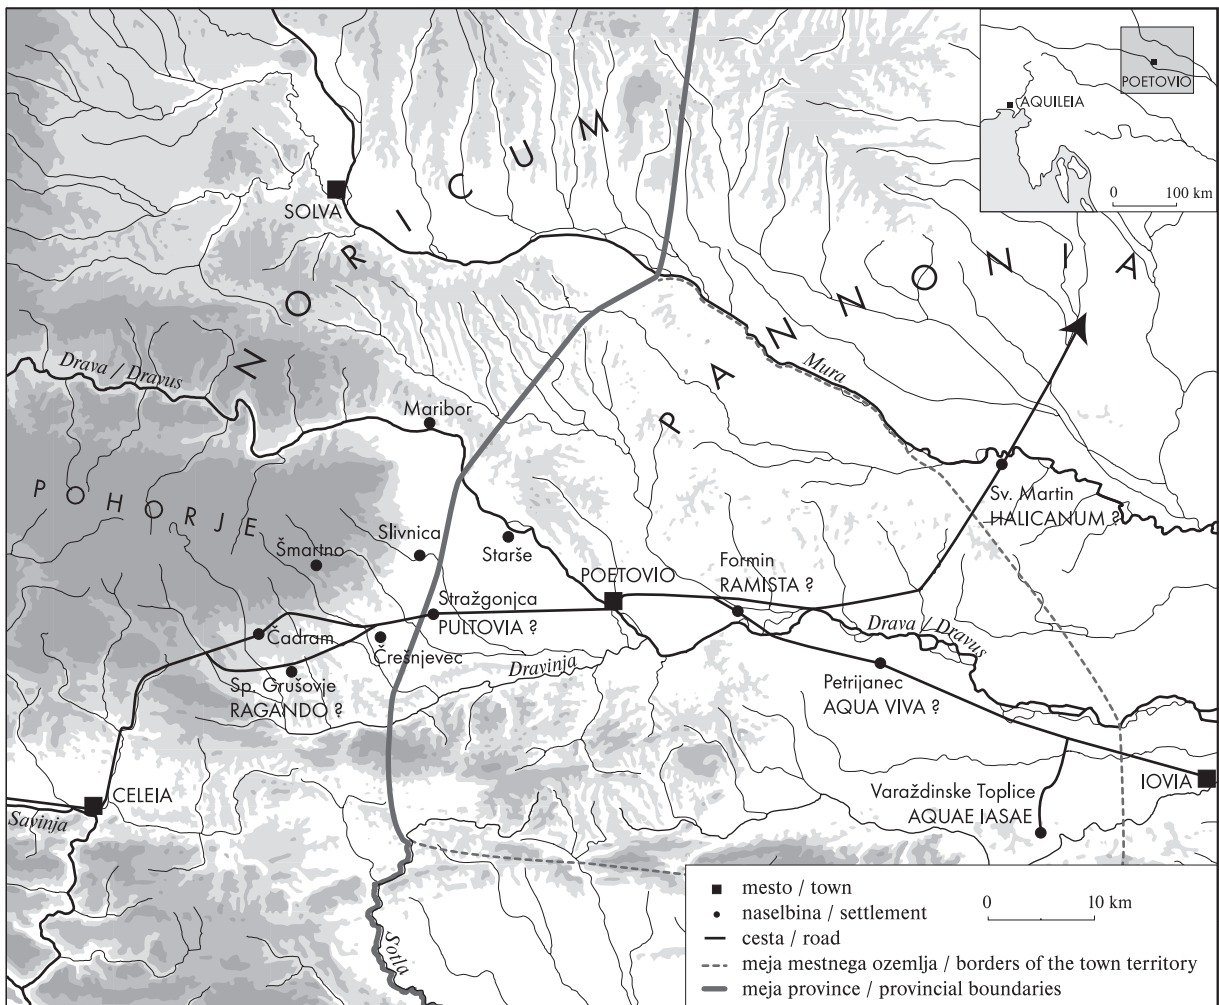 POETOVIO
AQUILEIA
0 100 km
NORICUM
SOLVA
PANNONIA
Drava / Dravus
Mura
Maribor
POHORJE
Sv. Martin
HALICANUM ?
Slivnica
Starše
Šmartno
Formin
RAMISTA ?
POETOVIO
Stražgonjca
PULTOVIA ?
Čadram
Črešnjevec
Drava / Dravus
Dravinja
Sp. Grušovje
RAGANDO ?
Petrijanec
AQUA VIVA ?
CELEIA
Savinja
IOVIA
Varaždinske Toplice
AQUAE IASAE
Sotla
mesto / town
naselbina / settlement
0 10 km
cesta / road
meja mestnega ozemlja / borders of the town territory
meja province / provincial boundaries